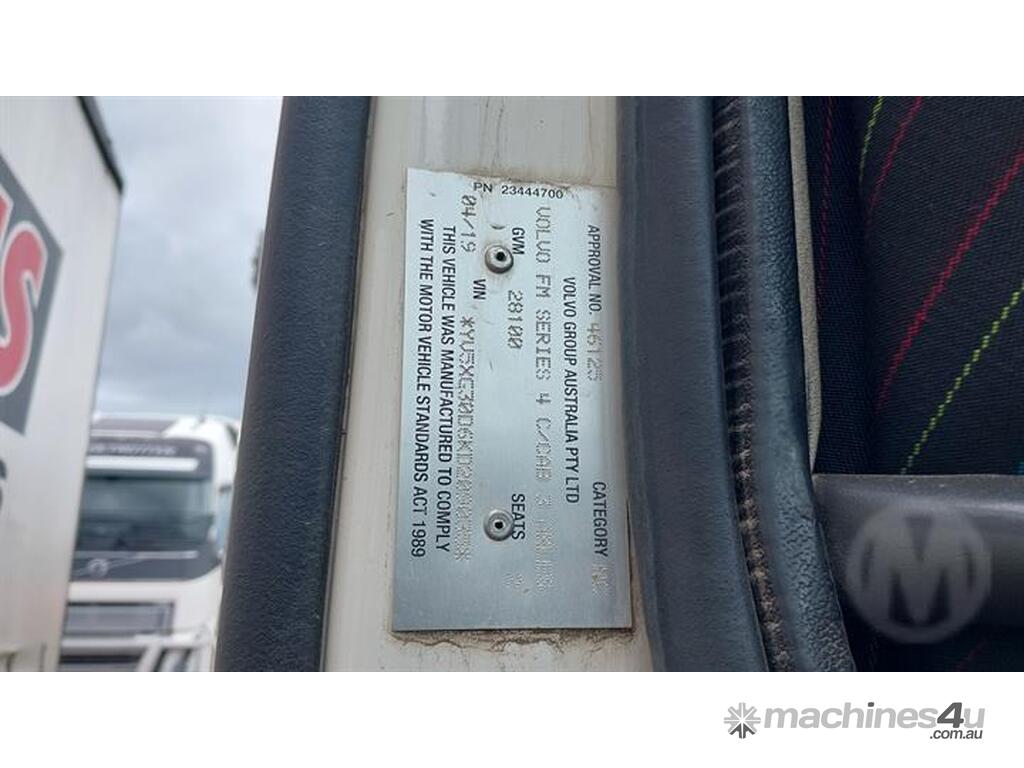 PN 23444700
APPROVAL NO. 46125 CATEGORY NC
VOLVO GROUP AUSTRALIA PTY LTD
VOLVO FM SERIES 4 C/CAB 3 AXLES
GVM 28100 SEATS
04/19 VIN
THIS VEHICLE WAS MANUFACTURED TO COMPLY
WITH THE MOTOR VEHICLE STANDARDS ACT 1989
S
M
machines4u
.com.au